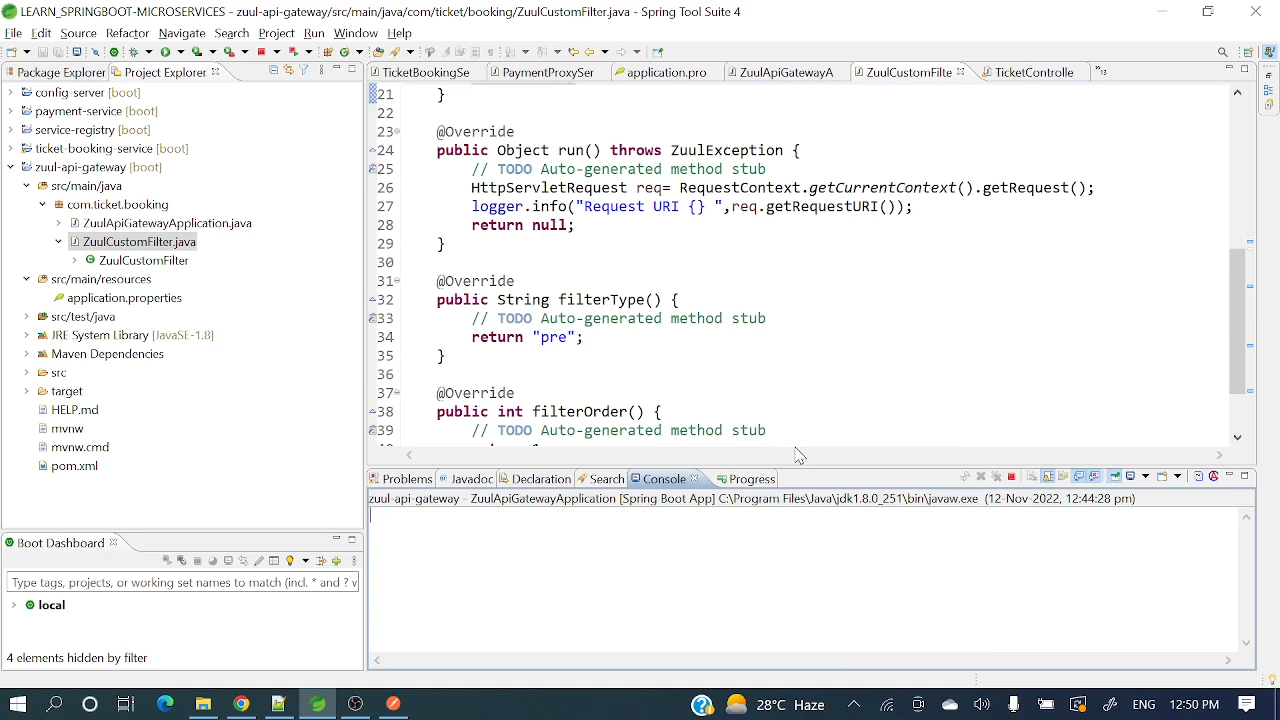 LEARN_SPRINGBOOT-MICROSERVICES - zuul-api-gateway/src/main/java/com/ticket/booking/ZuulCustomFilter.java - Spring Tool Suite 4
File Edit Source Refactor Navigate Search Project Run Window Help
Package Explorer Project Explorer
TicketBookingSe PaymentProxySer application.pro ZuulApiGatewayA ZuulCustomFilte TicketControlle 13
config-server [boot]
payment-service [boot]
service-registry [boot]
ticket-booking-service [boot]
zuul-api-gateway [boot]
src/main/java
com.ticket.booking
ZuulApiGatewayApplication.java
ZuulCustomFilter.java
ZuulCustomFilter
src/main/resources
application.properties
src/test/java
JRE System Library [JavaSE-1.8]
Maven Dependencies
src
target
HELP.md
mvnw
mvnw.cmd
pom.xml
21 }
22
23 @Override
24 public Object run() throws ZuulException {
25 // TODO Auto-generated method stub
26 HttpServletRequest req= RequestContext.getCurrentContext().getRequest();
27 logger.info("Request URI {} ",req.getRequestURI());
28 return null;
29 }
30
31 @Override
32 public String filterType() {
33 // TODO Auto-generated method stub
34 return "pre";
35 }
36
37 @Override
38 public int filterOrder() {
39 // TODO Auto-generated method stub
Problems Javadoc Declaration Search Console Progress
zuul-api-gateway - ZuulApiGatewayApplication [Spring Boot App] C:\Program Files\Java\jdk1.8.0_251\bin\javaw.exe (12-Nov-2022, 12:44:28 pm)
Boot Dashboard
Type tags, projects, or working set names to match (incl. * and ? v
local
4 elements hidden by filter
28°C Haze ENG 12:50 PM